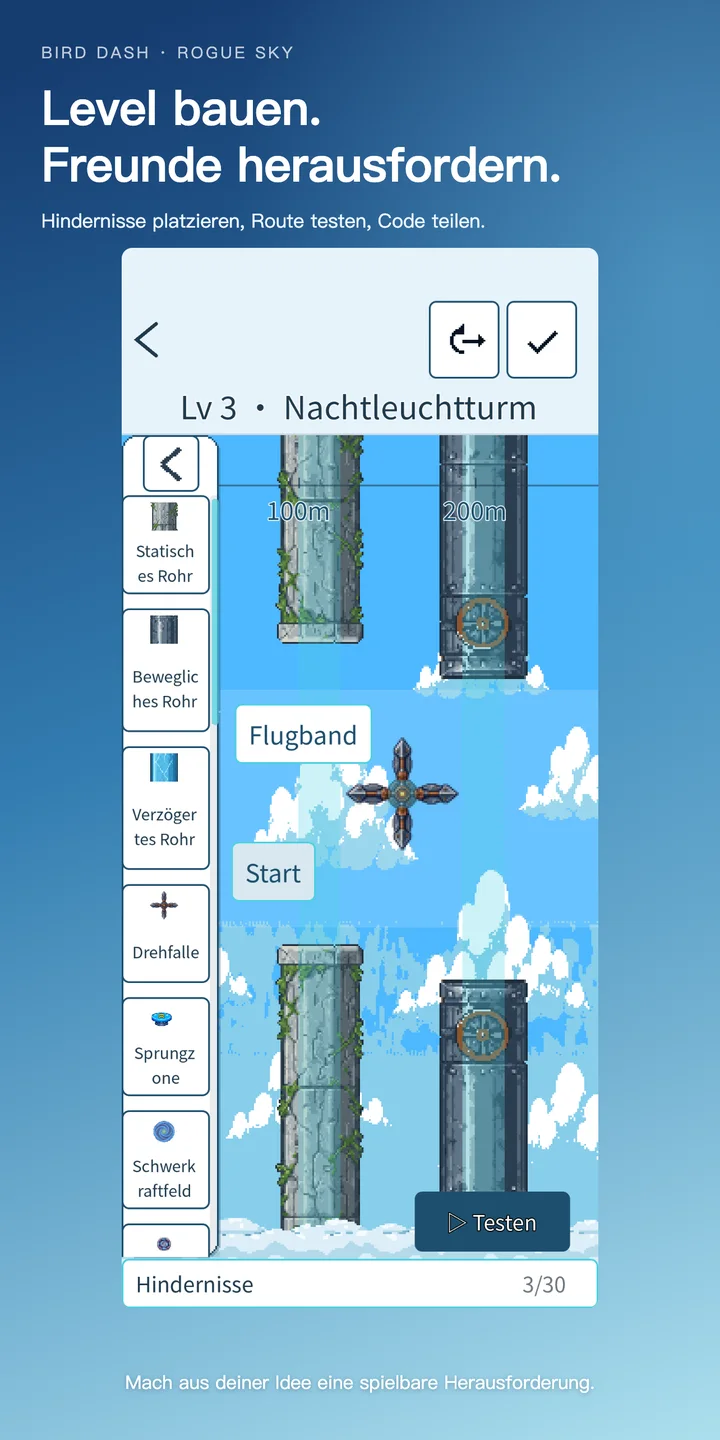 BIRD DASH · ROGUE SKY
Level bauen.
Freunde herausfordern.
Hindernisse platzieren, Route testen, Code teilen.
Lv 3 · Nachtleuchtturm
100m
200m
Statisch
es Rohr
Beweglic
hes Rohr
Verzöger
tes Rohr
Drehfalle
Sprungz
one
Schwerk
raftfeld
Flugband
Start
▷ Testen
Hindernisse 3/30
Mach aus deiner Idee eine spielbare Herausforderung.